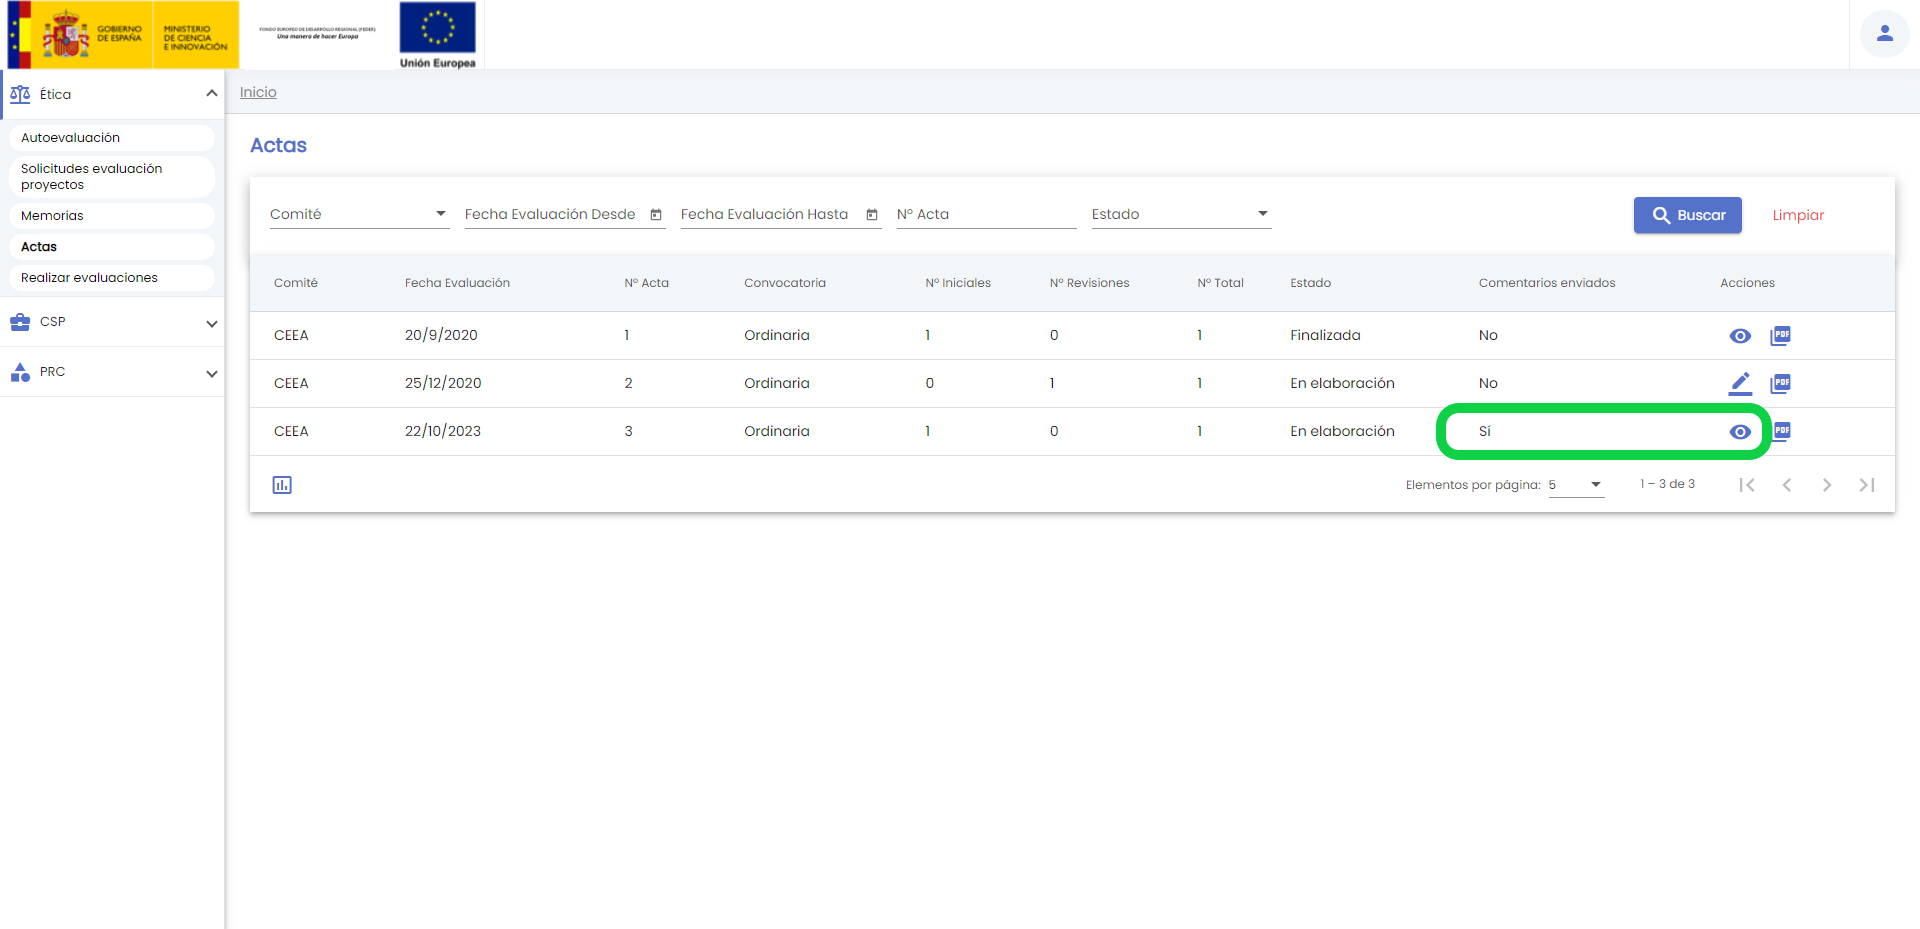 GOBIERNO
DE ESPAÑA
MINISTERIO
DE CIENCIA
E INNOVACIÓN
FONDO EUROPEO DE DESARROLLO REGIONAL (FEDER)
Una manera de hacer Europa
Unión Europea
Ética
Autoevaluación
Solicitudes evaluación
proyectos
Memorias
Actas
Realizar evaluaciones
CSP
PRC
Inicio
Actas
Comité Fecha Evaluación Desde Fecha Evaluación Hasta Nº Acta Estado Buscar Limpiar
Comité Fecha Evaluación Nº Acta Convocatoria Nº Iniciales Nº Revisiones Nº Total Estado Comentarios enviados Acciones
CEEA 20/9/2020 1 Ordinaria 1 0 1 Finalizada No PDF
CEEA 25/12/2020 2 Ordinaria 0 1 1 En elaboración No PDF
CEEA 22/10/2023 3 Ordinaria 1 0 1 En elaboración Sí PDF
Elementos por página: 5 1 – 3 de 3